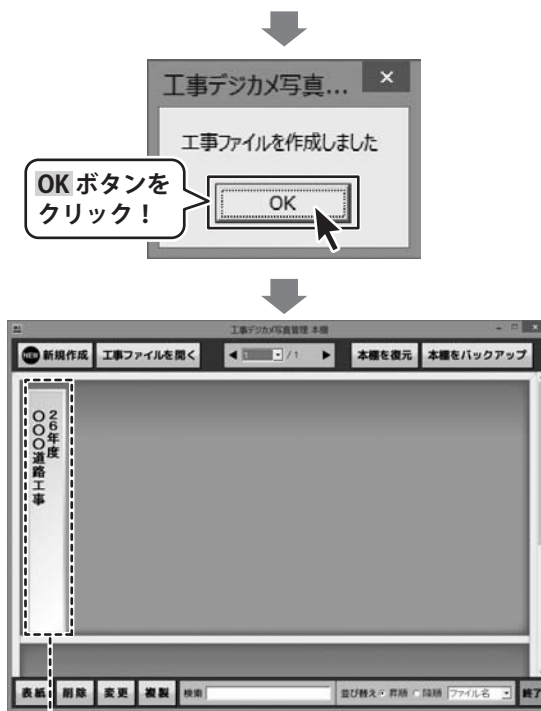 工事デジカメ写真...
×
工事ファイルを作成しました
OK
OK ボタンを
クリック！
工事デジカメ写真管理 本棚
NEW 新規作成 工事ファイルを開く 1 / 1 本棚を復元 本棚をバックアップ
26年度
〇〇〇道路工事
表紙 削除 変更 複製 検索 並び替え 昇順 降順 ファイル名 終了